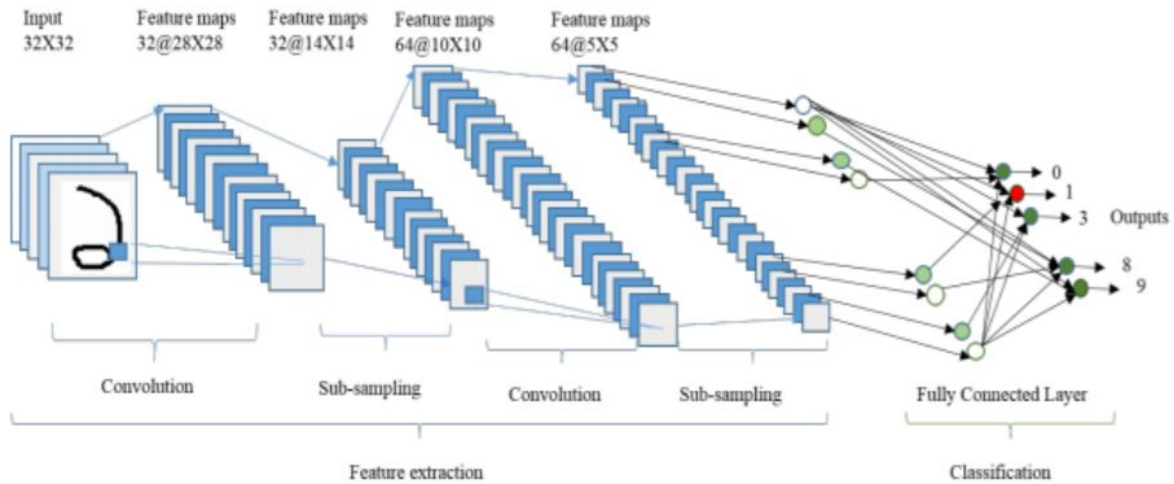 Input
32X32
Feature maps
32@28X28
Feature maps
32@14X14
Feature maps
64@10X10
Feature maps
64@5X5
0
1
3
Outputs
8
9
Convolution
Sub-sampling
Convolution
Sub-sampling
Fully Connected Layer
Feature extraction
Classification